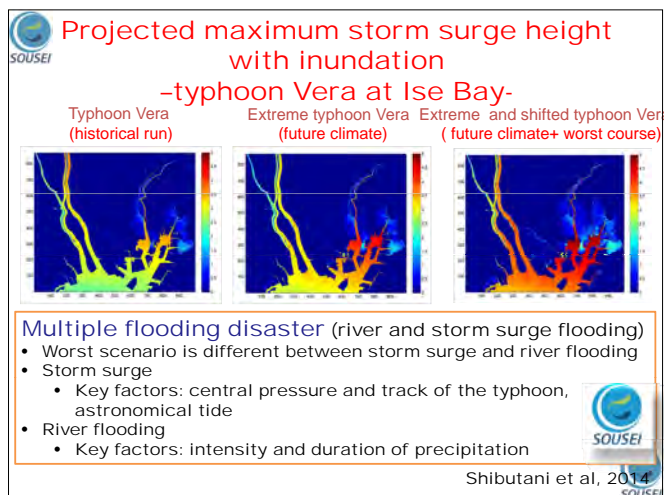 SOUSEI
Projected maximum storm surge height
with inundation
–typhoon Vera at Ise Bay-
Typhoon Vera
(historical run)
Extreme typhoon Vera
(future climate)
Extreme and shifted typhoon Vera
( future climate+ worst course)
Multiple flooding disaster (river and storm surge flooding)
• Worst scenario is different between storm surge and river flooding
• Storm surge
• Key factors: central pressure and track of the typhoon,
astronomical tide
• River flooding
• Key factors: intensity and duration of precipitation
SOUSEI
Shibutani et al, 2014
SOUSEI